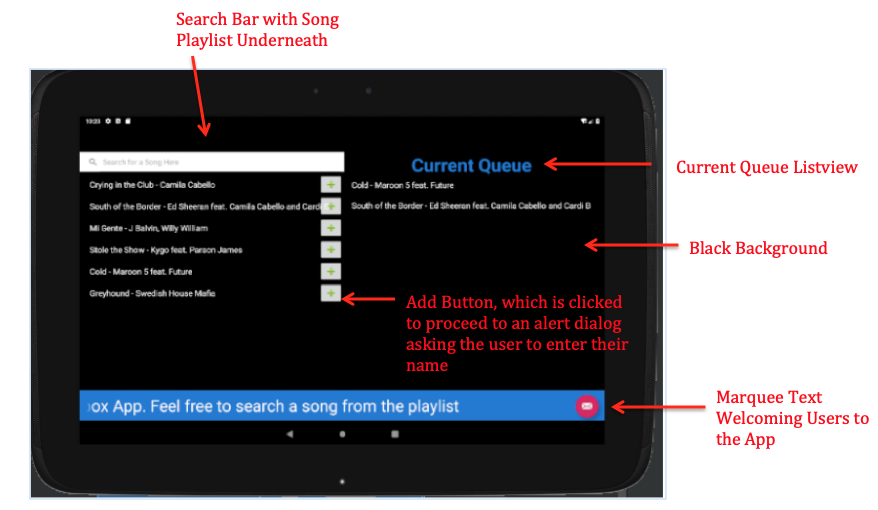 Search Bar with Song
Playlist Underneath
Search for a Song Here
Current Queue
Current Queue Listview
Crying in the Club - Camila Cabello
Cold - Maroon 5 feat. Future
South of the Border - Ed Sheeran feat. Camila Cabello and Cardi
South of the Border - Ed Sheeran feat. Camila Cabello and Cardi B
Mi Gente - J Balvin, Willy William
Stole the Show - Kygo feat. Parson James
Black Background
Cold - Maroon 5 feat. Future
Greyhound - Swedish House Mafia
Add Button, which is clicked
to proceed to an alert dialog
asking the user to enter their
name
ox App. Feel free to search a song from the playlist
Marquee Text
Welcoming Users to
the App